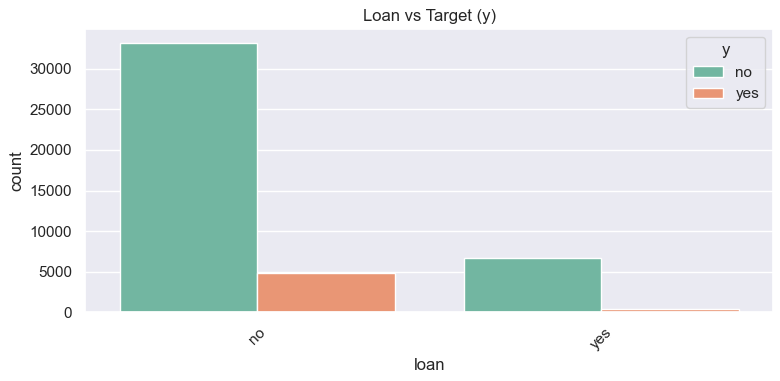 Loan vs Target (y)
y
no
yes
30000
25000
20000
15000
10000
5000
0
count
no
yes
loan